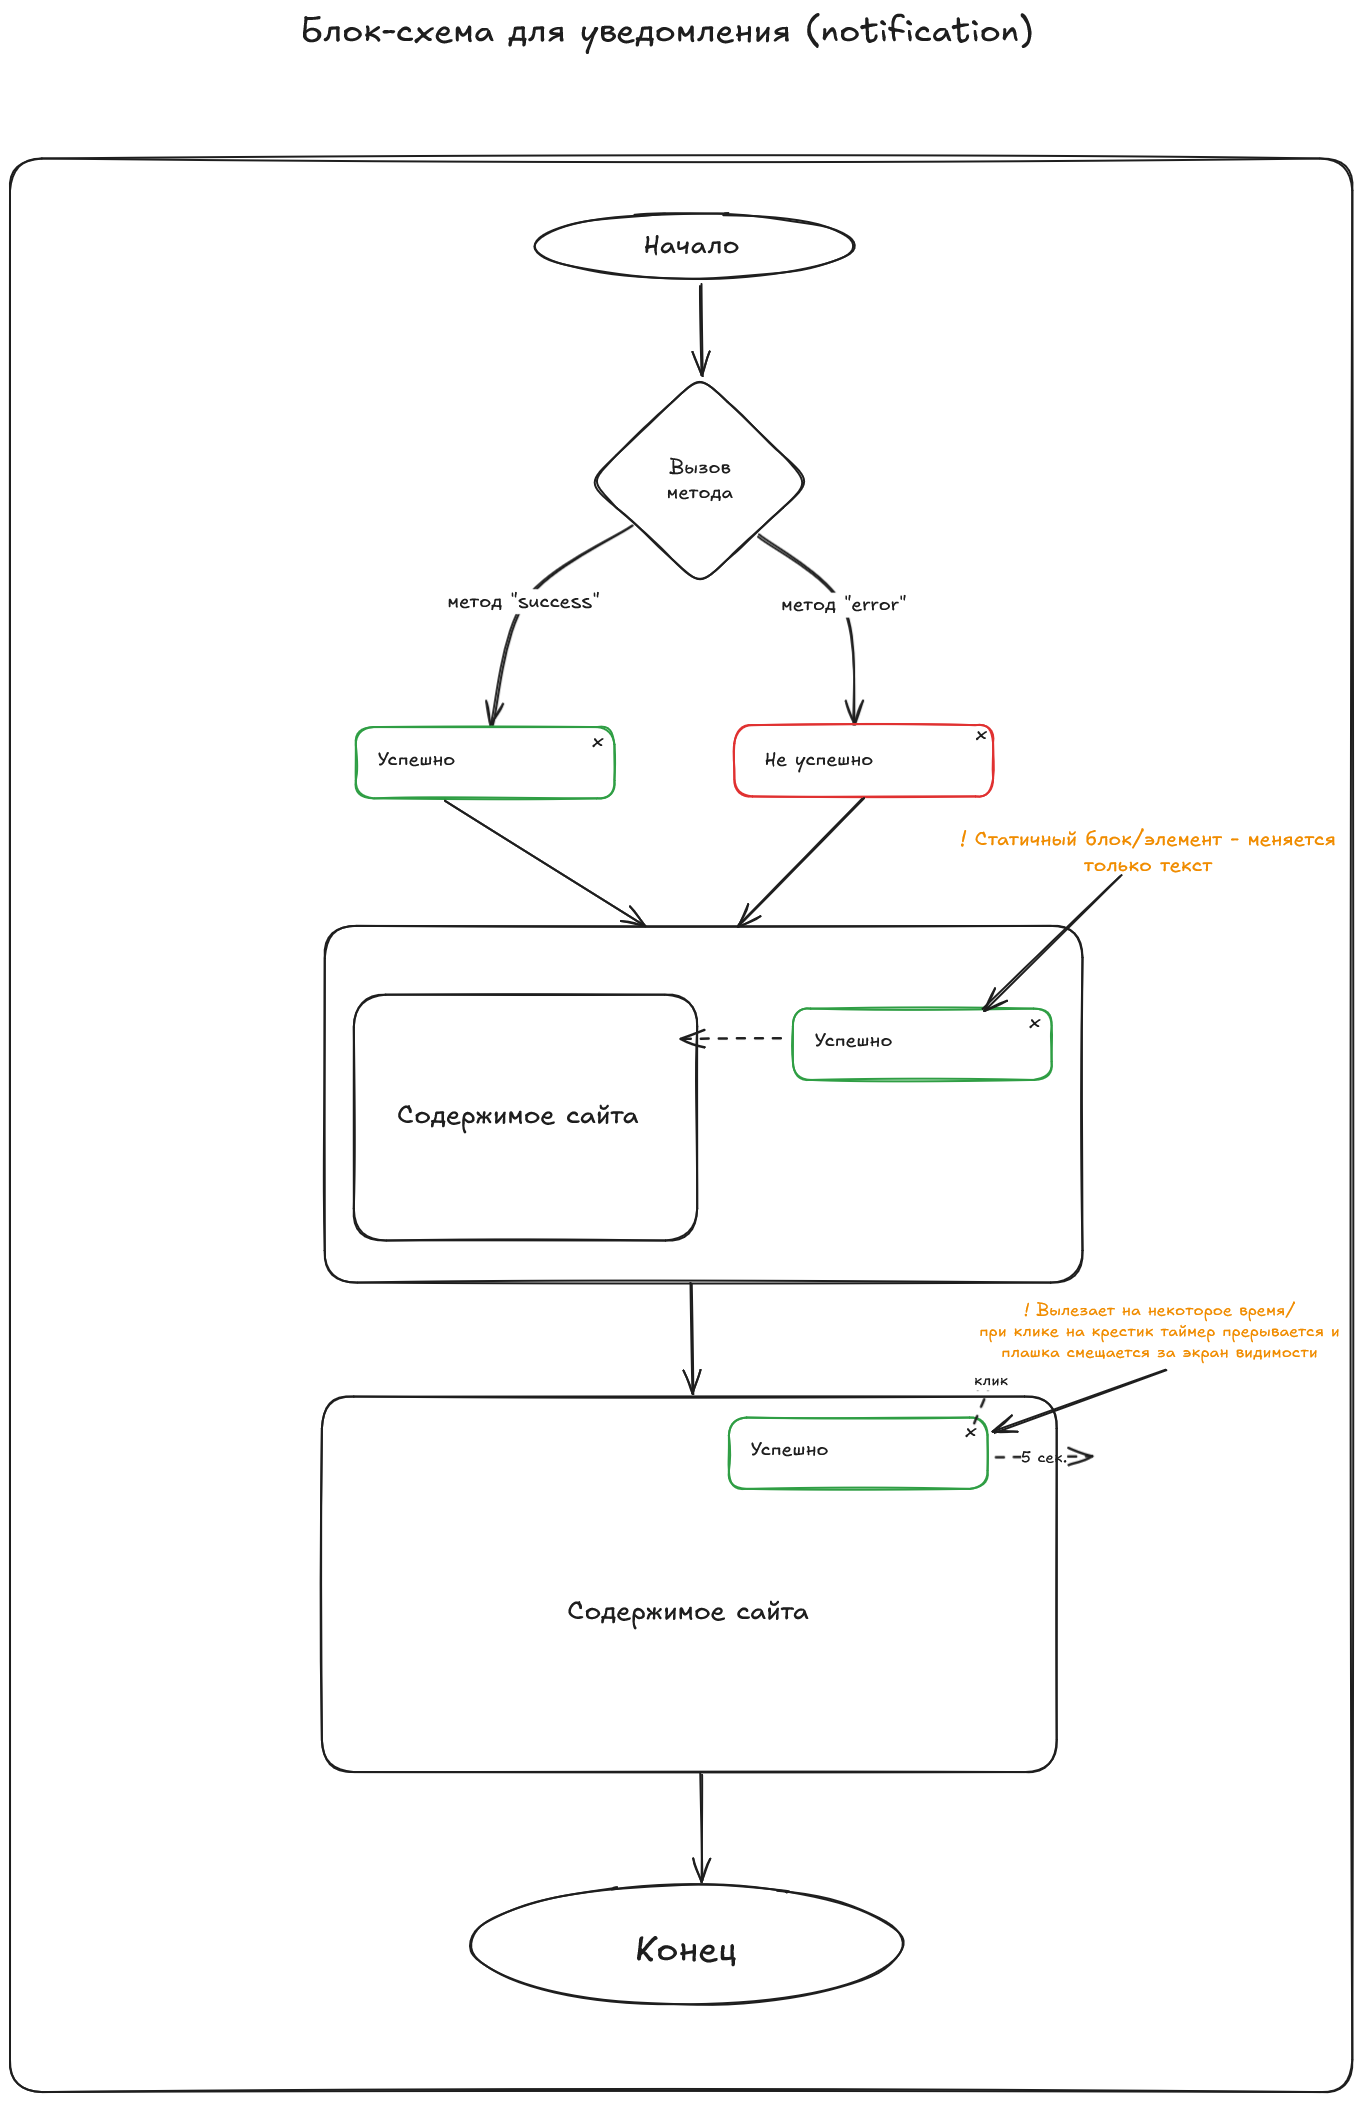 Блок-схема для уведомления (notification)
Начало
Вызов
метода
метод "success"
метод "error"
Успешно
x
Не успешно
x
! Статичный блок/элемент - меняется
только текст
Успешно
x
Содержимое сайта
! Вылезает на некоторое время/
при клике на крестик таймер прерывается и
плашка смещается за экран видимости
клик
Успешно
x
5 сек.
Содержимое сайта
Конец